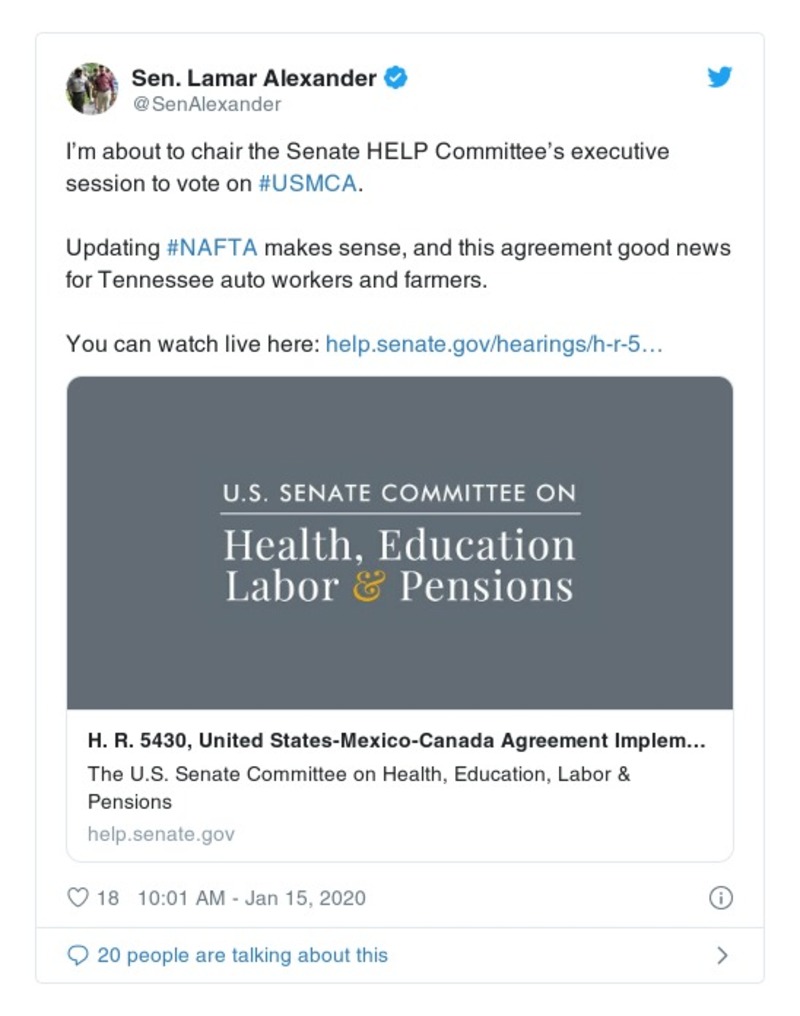 Sen. Lamar Alexander
@SenAlexander
I'm about to chair the Senate HELP Committee's executive
session to vote on #USMCA.
Updating #NAFTA makes sense, and this agreement good news
for Tennessee auto workers and farmers.
You can watch live here: help.senate.gov/hearings/h-r-5…
U.S. SENATE COMMITTEE ON
Health, Education
Labor & Pensions
H. R. 5430, United States-Mexico-Canada Agreement Implem…
The U.S. Senate Committee on Health, Education, Labor &
Pensions
help.senate.gov
18 10:01 AM - Jan 15, 2020
20 people are talking about this